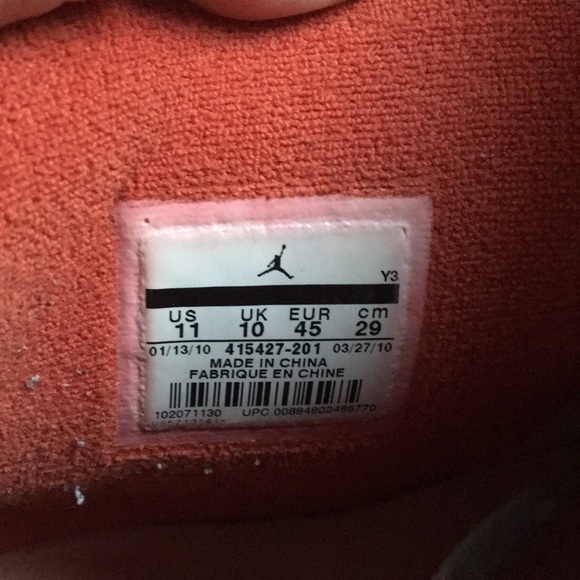 Y3
US UK EUR cm
11 10 45 29
01/13/10 415427-201 03/27/10
MADE IN CHINA
FABRIQUE EN CHINE
102071130 UPC 00884802486770